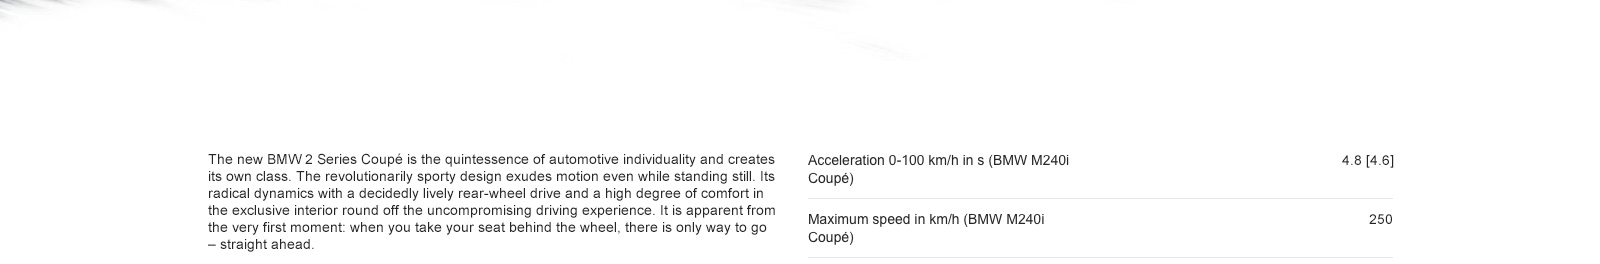 The new BMW 2 Series Coupé is the quintessence of automotive individuality and creates
its own class. The revolutionarily sporty design exudes motion even while standing still. Its
radical dynamics with a decidedly lively rear-wheel drive and a high degree of comfort in
the exclusive interior round off the uncompromising driving experience. It is apparent from
the very first moment: when you take your seat behind the wheel, there is only way to go
– straight ahead.
Acceleration 0-100 km/h in s (BMW M240i
Coupé)
4.8 [4.6]
Maximum speed in km/h (BMW M240i
Coupé)
250